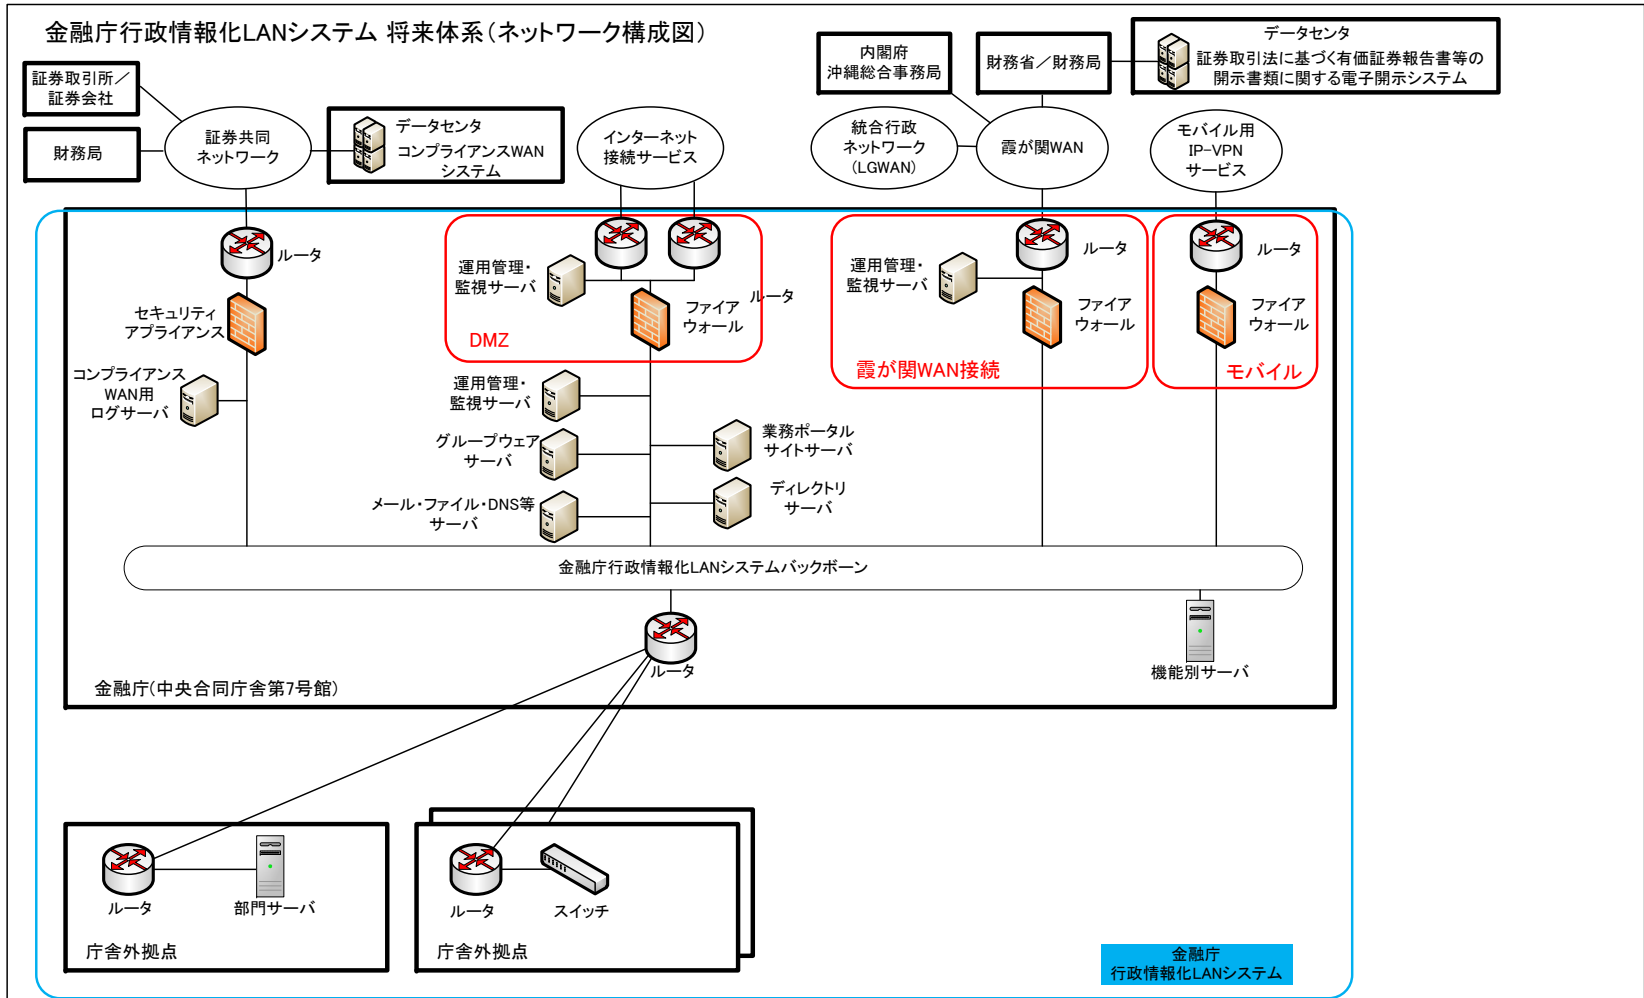 金融庁行政情報化LANシステム 将来体系（ネットワーク構成図）
証券取引所／
証券会社
財務局
証券共同
ネットワーク
データセンタ
コンプライアンスWAN
システム
インターネット
接続サービス
内閣府
沖縄総合事務局
財務省／財務局
データセンタ
証券取引法に基づく有価証券報告書等の
開示書類に関する電子開示システム
統合行政
ネットワーク
（LGWAN）
霞が関WAN
モバイル用
IP-VPN
サービス
ルータ
セキュリティ
アプライアンス
コンプライアンス
WAN用
ログサーバ
運用管理・
監視サーバ
ファイア
ウォール
ルータ
DMZ
運用管理・
監視サーバ
ルータ
ファイア
ウォール
霞が関WAN接続
ルータ
ファイア
ウォール
モバイル
運用管理・
監視サーバ
グループウェア
サーバ
メール・ファイル・DNS等
サーバ
業務ポータル
サイトサーバ
ディレクトリ
サーバ
金融庁行政情報化LANシステムバックボーン
ルータ
機能別サーバ
金融庁(中央合同庁舎第7号館)
ルータ
部門サーバ
庁舎外拠点
ルータ
スイッチ
庁舎外拠点
金融庁
行政情報化LANシステム